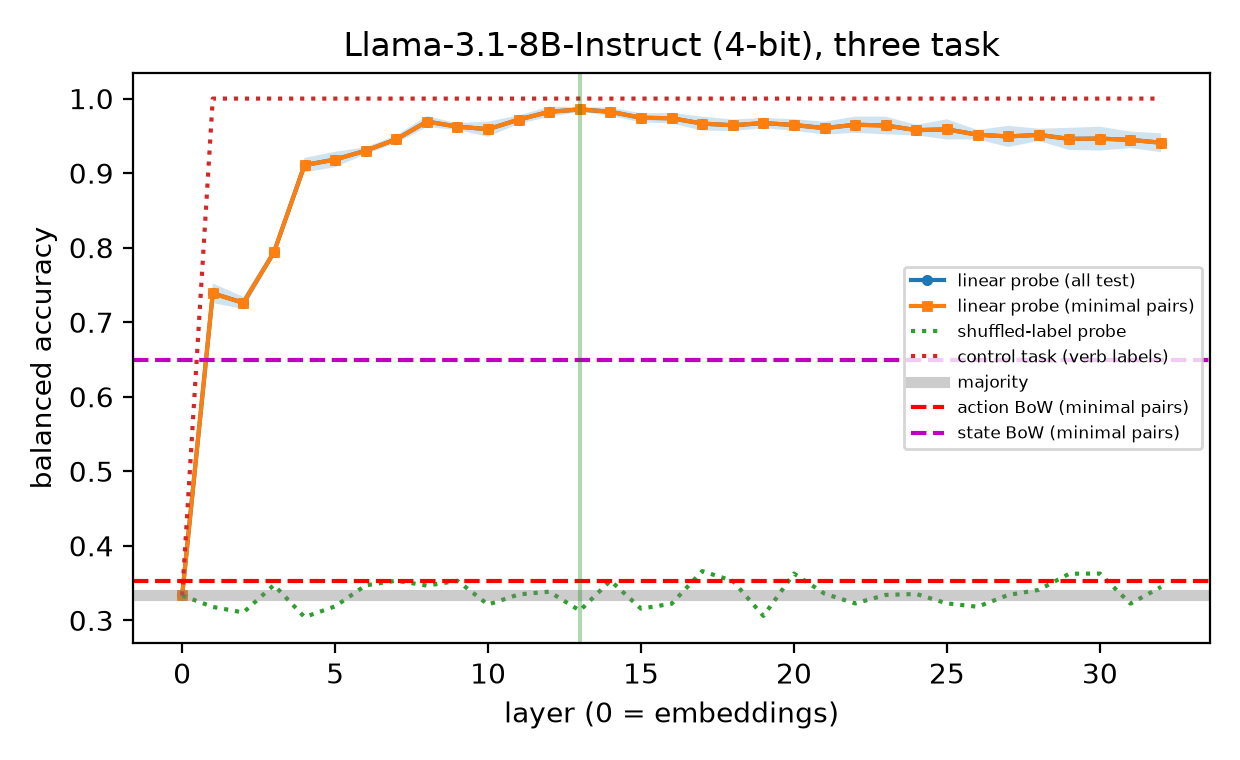 Llama-3.1-8B-Instruct (4-bit), three task
1.0
0.9
0.8
0.7
0.6
0.5
0.4
0.3
balanced accuracy
linear probe (all test)
linear probe (minimal pairs)
shuffled-label probe
control task (verb labels)
majority
action BoW (minimal pairs)
state BoW (minimal pairs)
0 5 10 15 20 25 30
layer (0 = embeddings)